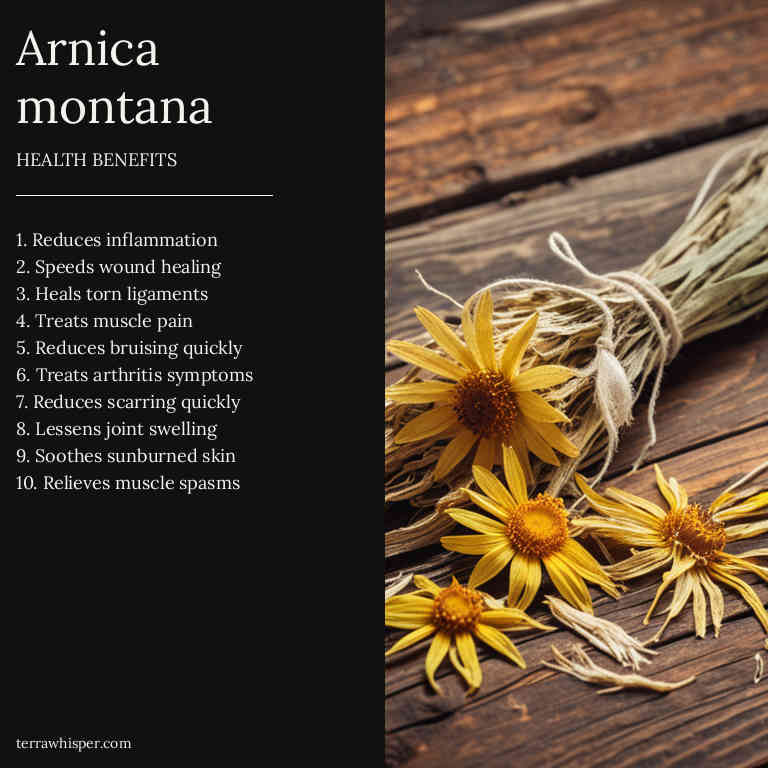 Arnica
montana
HEALTH BENEFITS
1. Reduces inflammation
2. Speeds wound healing
3. Heals torn ligaments
4. Treats muscle pain
5. Reduces bruising quickly
6. Treats arthritis symptoms
7. Reduces scarring quickly
8. Lessens joint swelling
9. Soothes sunburned skin
10. Relieves muscle spasms
terrawhisper.com